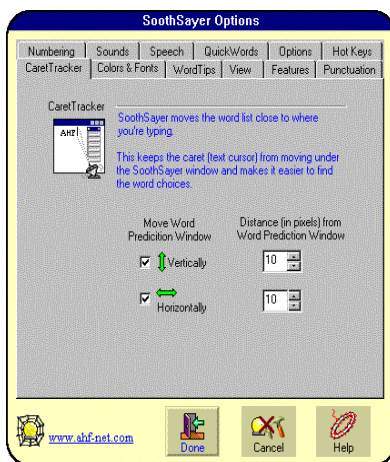 SoothSayer Options
Numbering Sounds Speech QuickWords Options Hot Keys
CaretTracker Colors & Fonts WordTips View Features Punctuation
CaretTracker
AHF
SoothSayer moves the word list close to where
you're typing.
This keeps the caret (text cursor) from moving under
the SoothSayer window and makes it easier to find
the word choices.
Move Word
Predicition Window
Distance (in pixels) from
Word Prediction Window
Vertically 10
Horizontally 10
www.ahf-net.com
Done Cancel Help